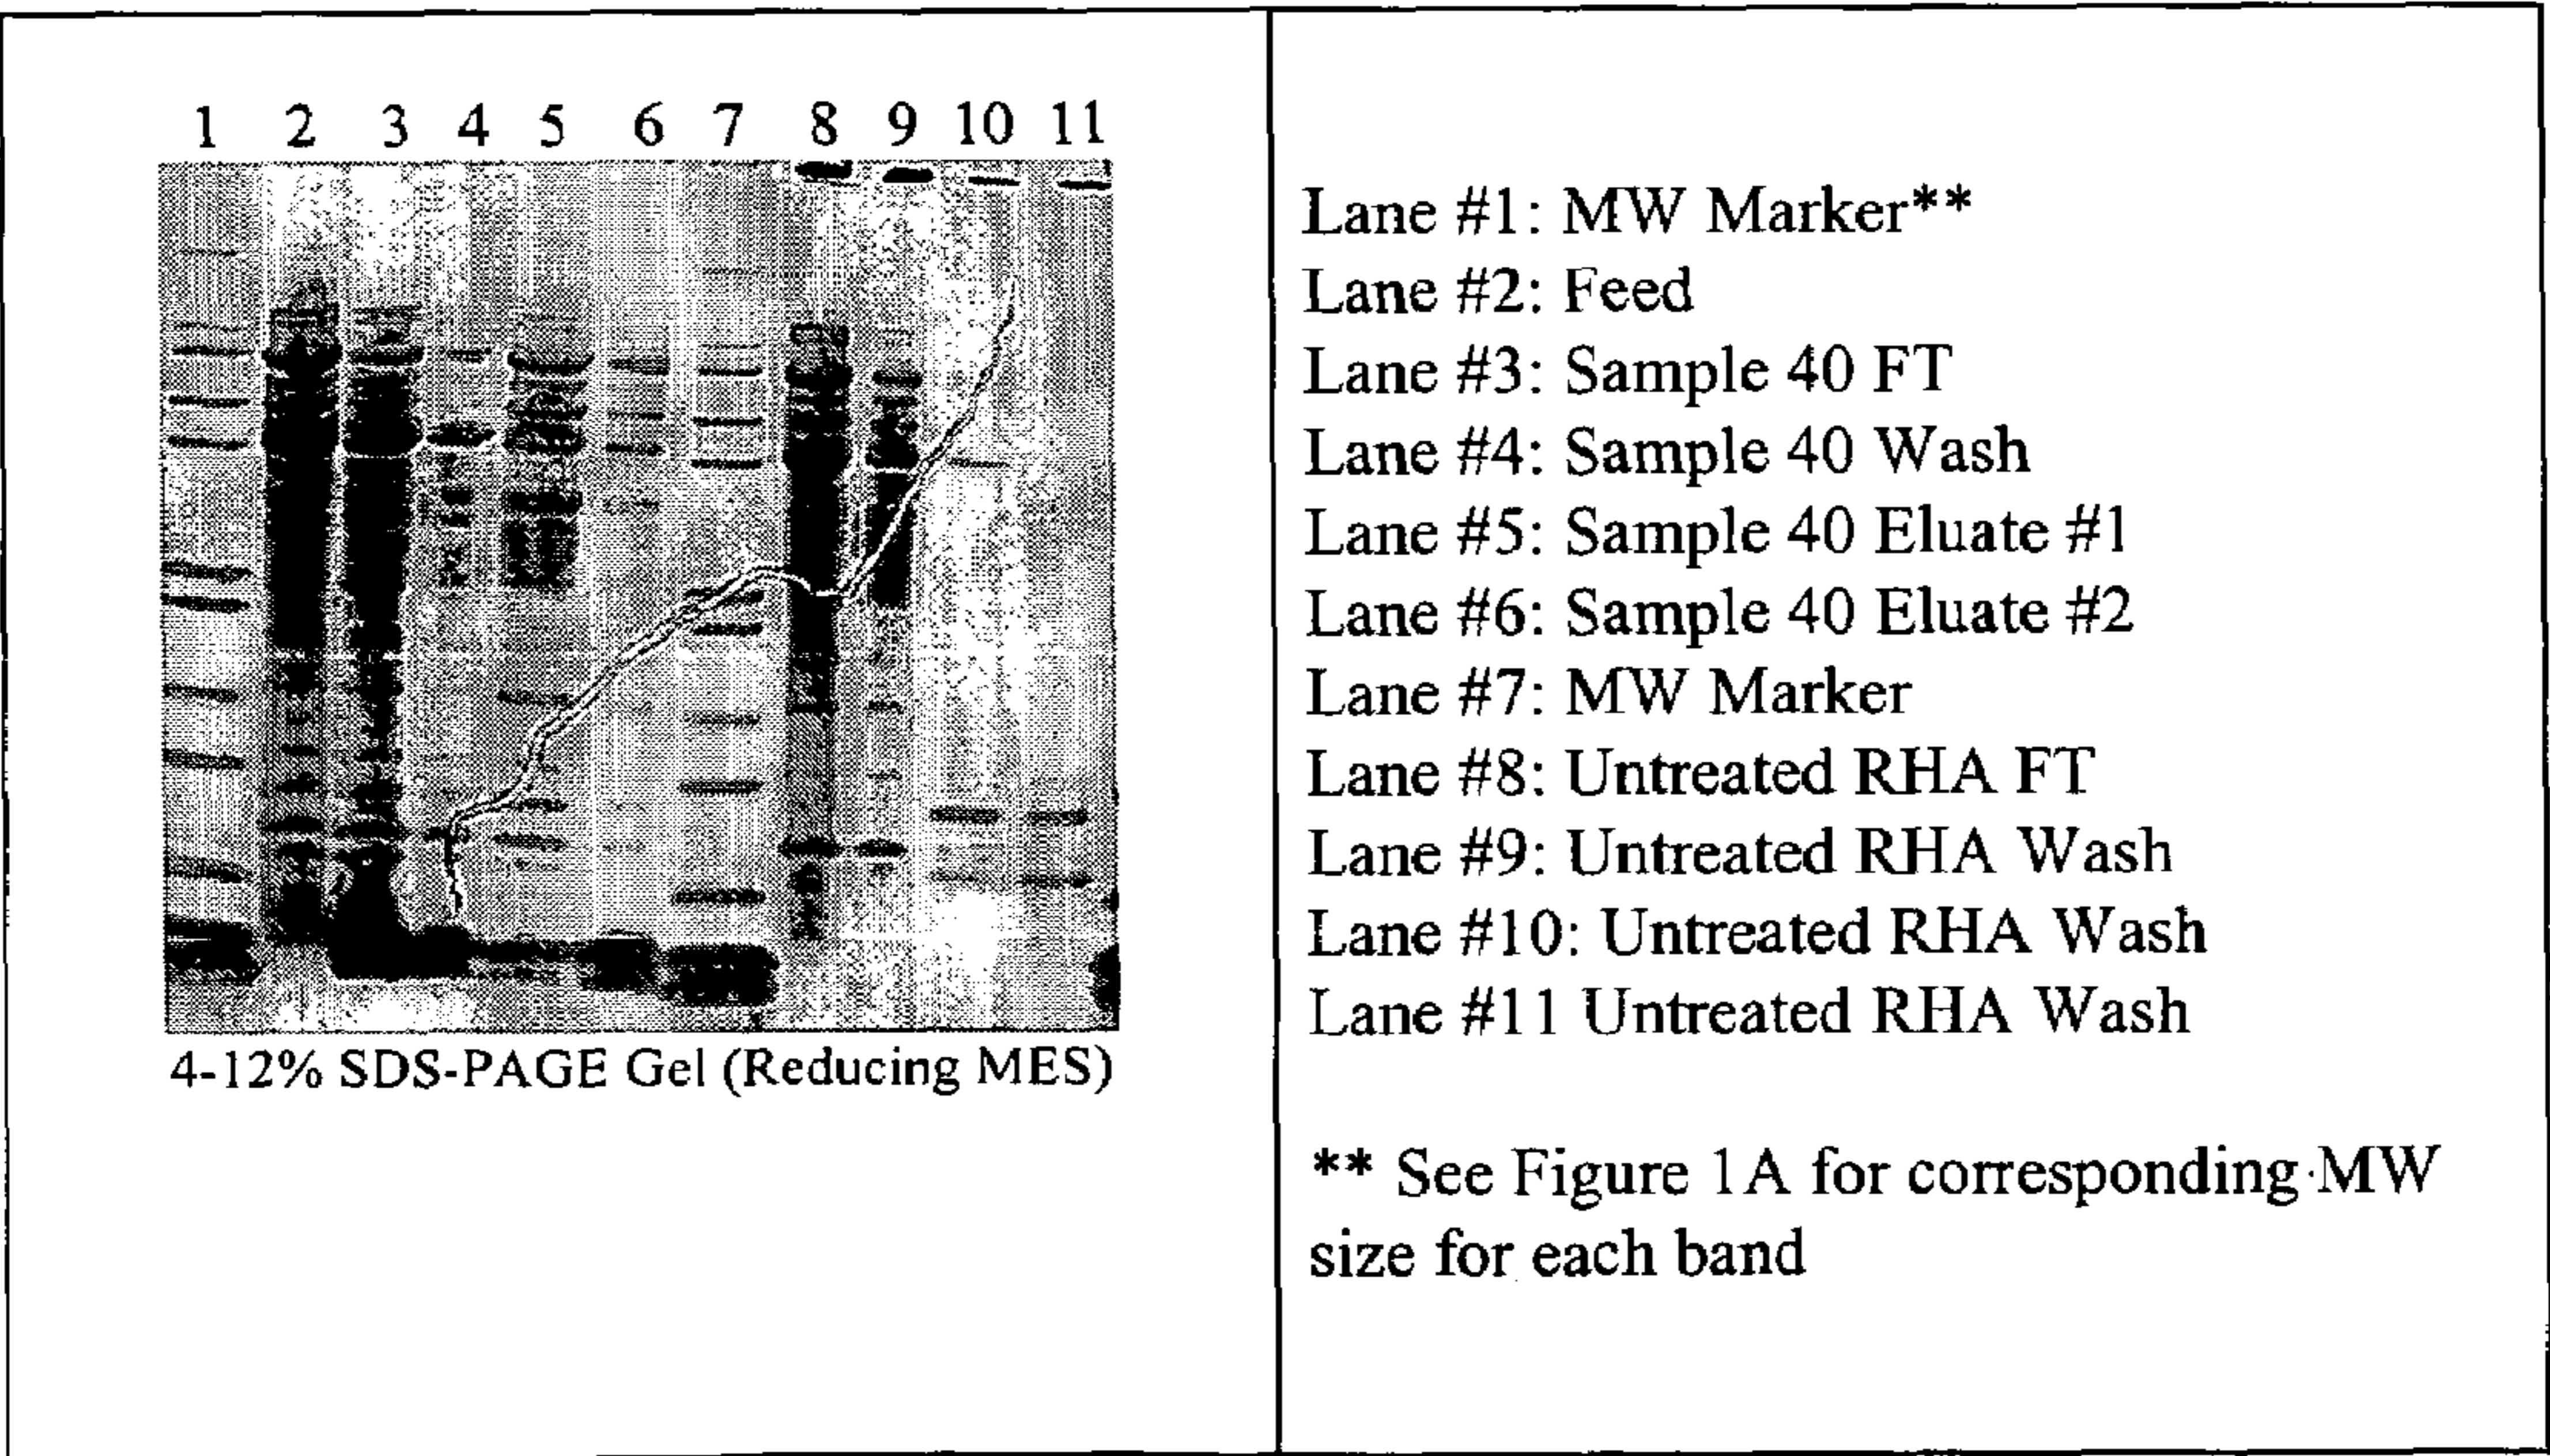 1 2 3 4 5 6 7 8 9 10 11
4-12% SDS-PAGE Gel (Reducing MES)
Lane #1: MW Marker**
Lane #2: Feed
Lane #3: Sample 40 FT
Lane #4: Sample 40 Wash
Lane #5: Sample 40 Eluate #1
Lane #6: Sample 40 Eluate #2
Lane #7: MW Marker
Lane #8: Untreated RHA FT
Lane #9: Untreated RHA Wash
Lane #10: Untreated RHA Wash
Lane #11 Untreated RHA Wash
** See Figure 1A for corresponding MW
size for each band